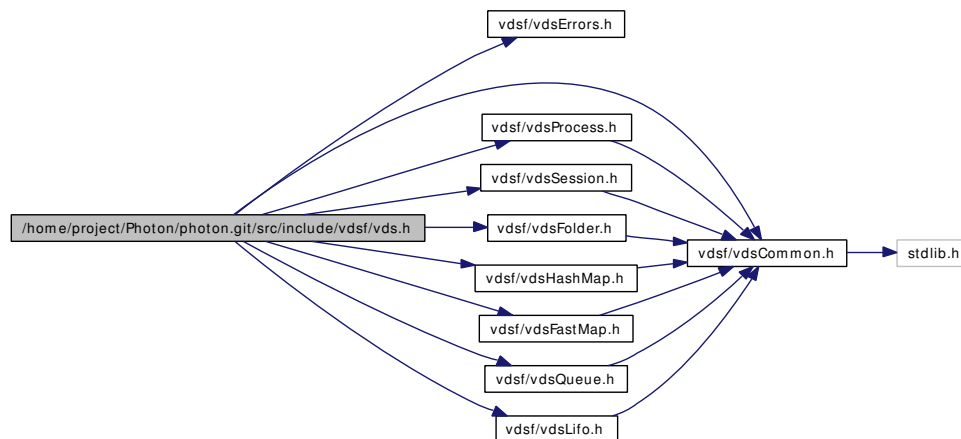 vdsf/vdsErrors.h
vdsf/vdsProcess.h
vdsf/vdsSession.h
/home/project/Photon/photon.git/src/include/vdsf/vds.h
vdsf/vdsFolder.h
vdsf/vdsCommon.h
stdlib.h
vdsf/vdsHashMap.h
vdsf/vdsFastMap.h
vdsf/vdsQueue.h
vdsf/vdsLifo.h